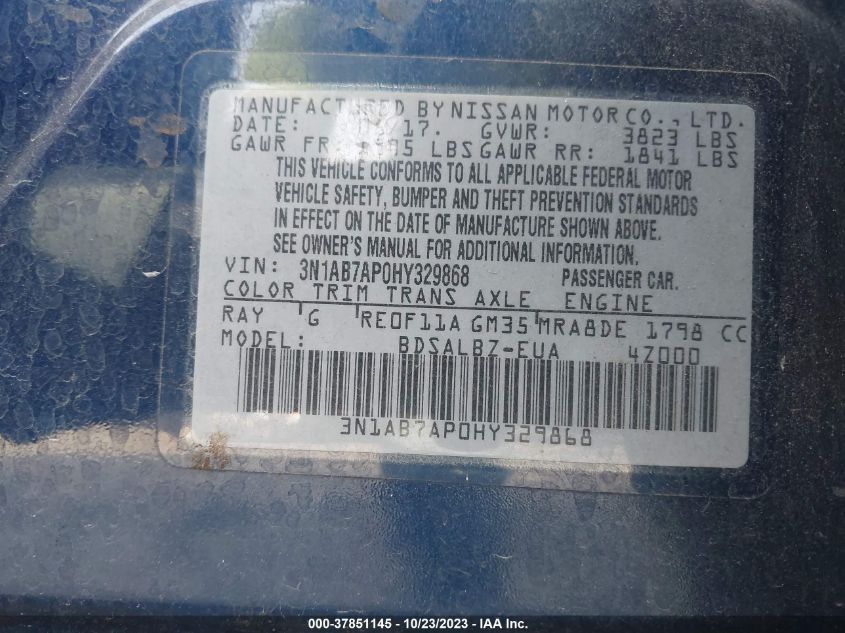 MANUFACTURED BY NISSAN MOTOR CO., LTD.
DATE: 17. GVWR: 3823 LBS
GAWR FR LBS GAWR RR: 1841 LBS
THIS VEHICLE CONFORMS TO ALL APPLICABLE FEDERAL MOTOR
VEHICLE SAFETY, BUMPER AND THEFT PREVENTION STANDARDS
IN EFFECT ON THE DATE OF MANUFACTURE SHOWN ABOVE.
SEE OWNER'S MANUAL FOR ADDITIONAL INFORMATION.
VIN: 3N1AB7AP0HY329868 PASSENGER CAR.
COLOR TRIM TRANS AXLE ENGINE
RAY G RE0F11A GM35 MRA8DE 1798 CC
MODEL: BDSALBZ-EUA 4Z000
3N1AB7AP0HY329868
000-37851145 - 10/23/2023 - IAA Inc.